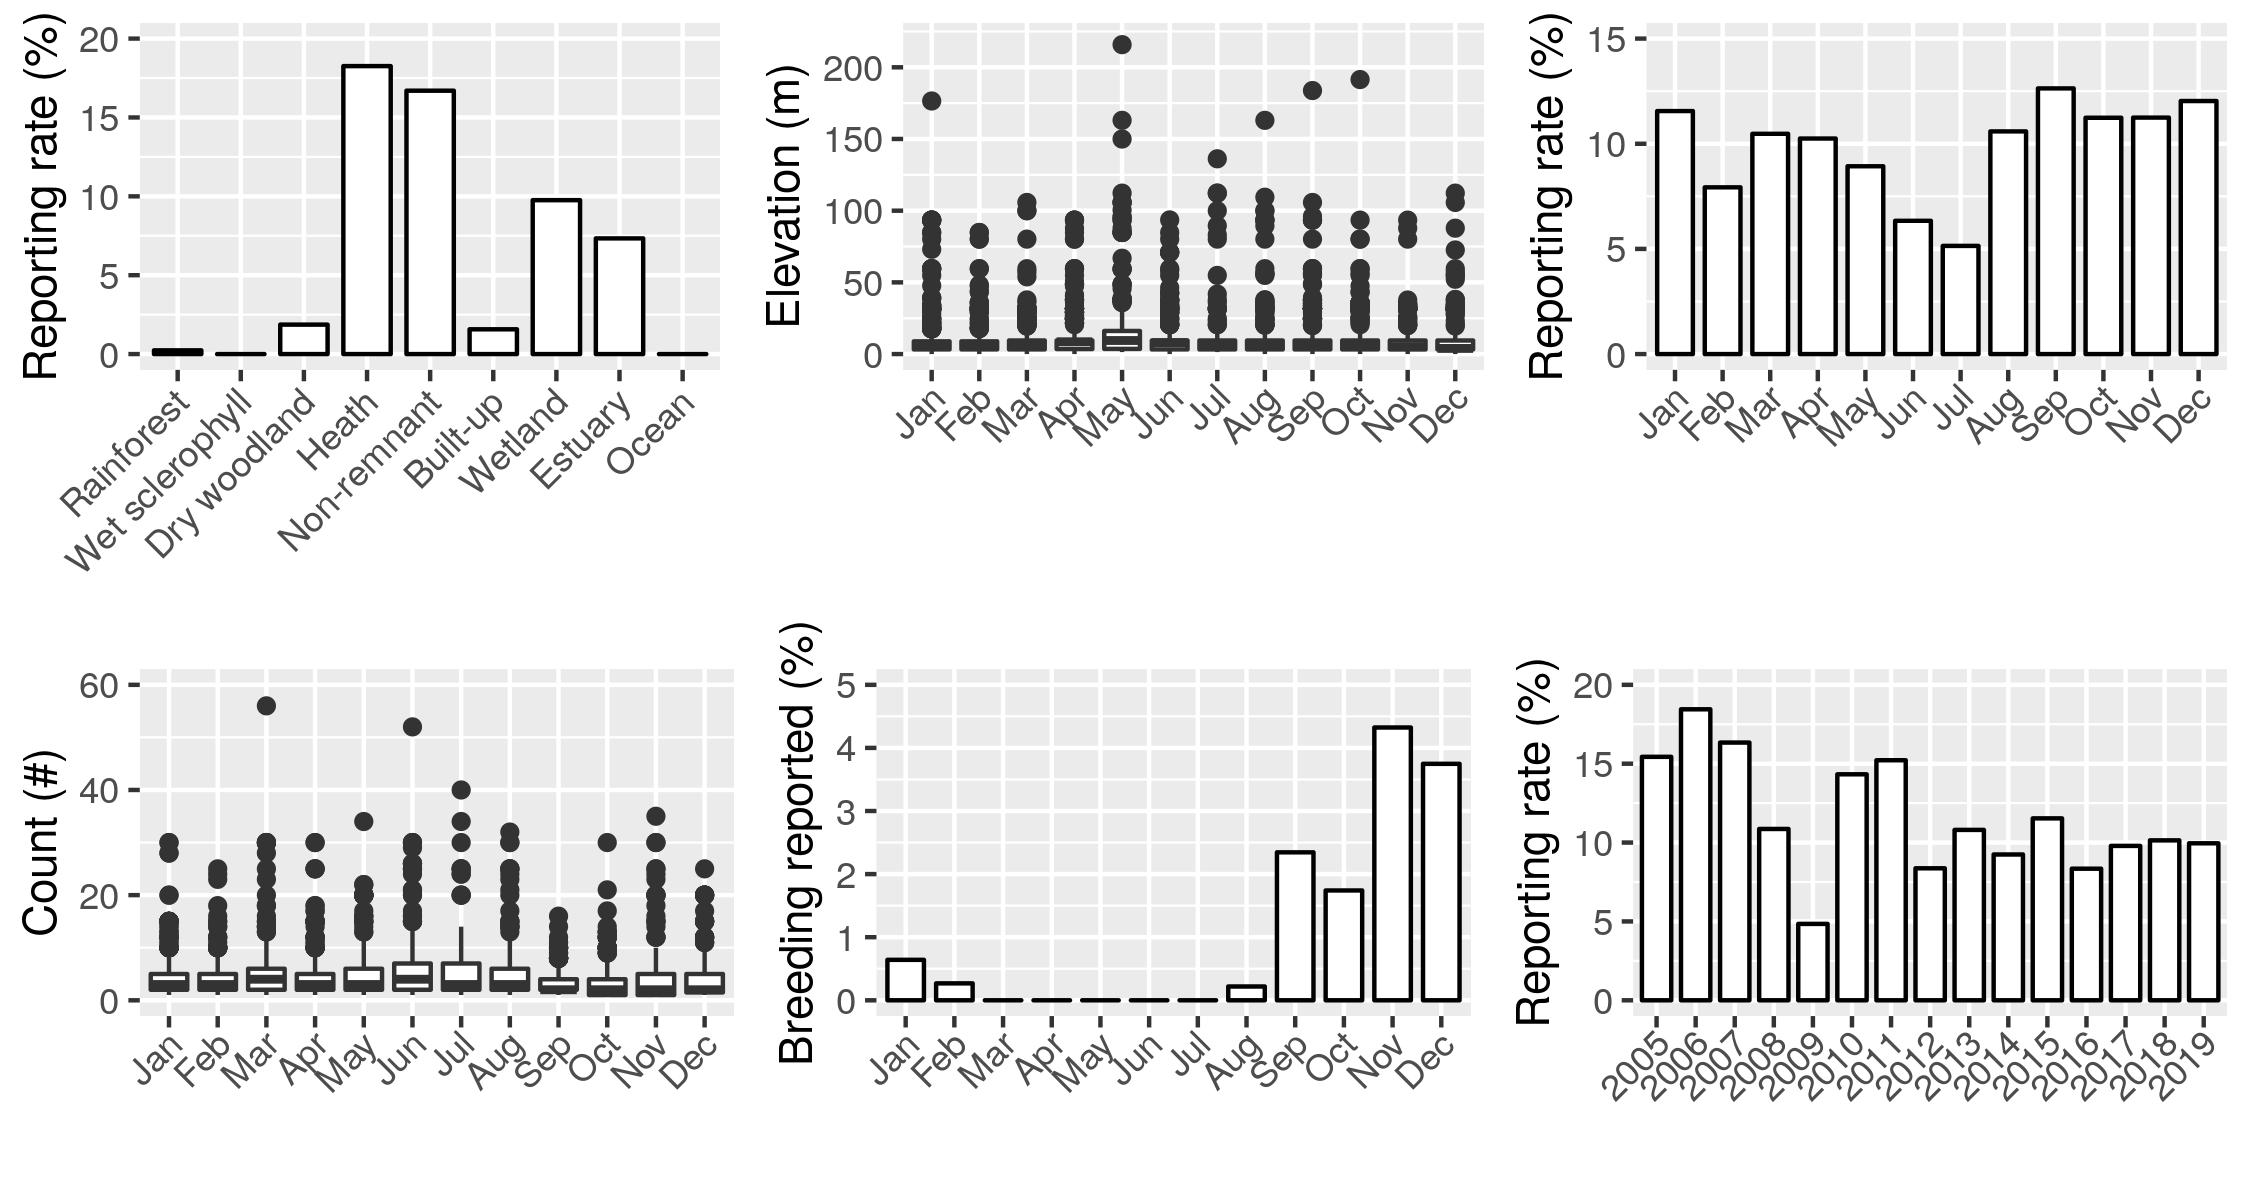 Reporting rate (%)
20
15
10
5
0
Rainforest
Wet sclerophyll
Dry woodland
Heath
Non-remnant
Built-up
Wetland
Estuary
Ocean
Elevation (m)
200
150
100
50
0
Jan
Feb
Mar
Apr
May
Jun
Jul
Aug
Sep
Oct
Nov
Dec
Reporting rate (%)
15
10
5
0
Jan
Feb
Mar
Apr
May
Jun
Jul
Aug
Sep
Oct
Nov
Dec
Count (#)
60
40
20
0
Jan
Feb
Mar
Apr
May
Jun
Jul
Aug
Sep
Oct
Nov
Dec
Breeding reported (%)
5
4
3
2
1
0
Jan
Feb
Mar
Apr
May
Jun
Jul
Aug
Sep
Oct
Nov
Dec
Reporting rate (%)
20
15
10
5
0
2005
2006
2007
2008
2009
2010
2011
2012
2013
2014
2015
2016
2017
2018
2019